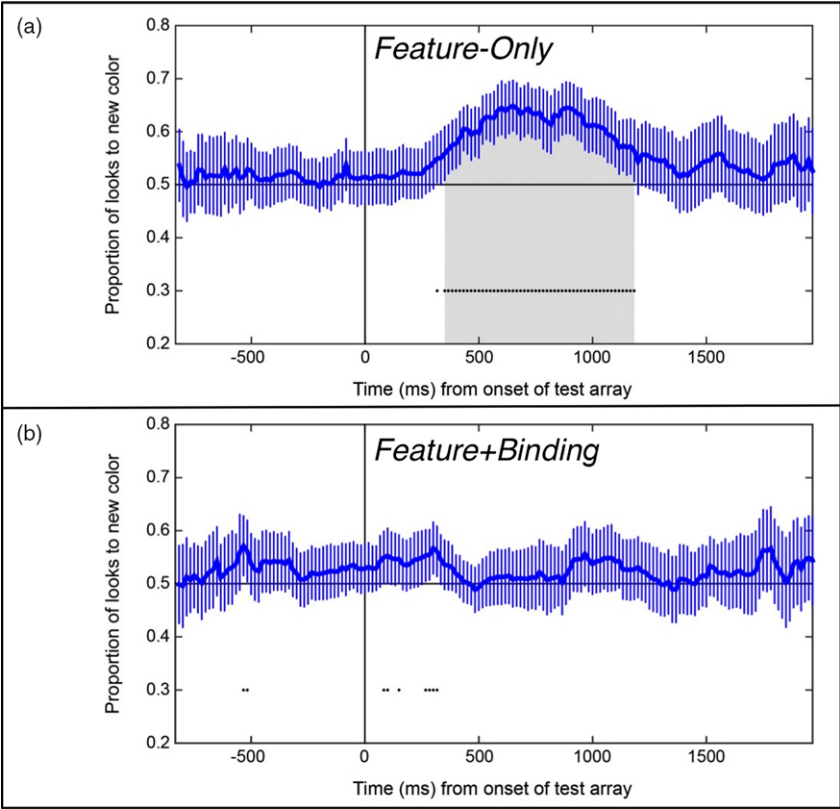 (a)
Feature-Only
Proportion of looks to new color
0.8
0.7
0.6
0.5
0.4
0.3
0.2
-500 0 500 1000 1500
Time (ms) from onset of test array
(b)
Feature+Binding
Proportion of looks to new color
0.8
0.7
0.6
0.5
0.4
0.3
0.2
-500 0 500 1000 1500
Time (ms) from onset of test array